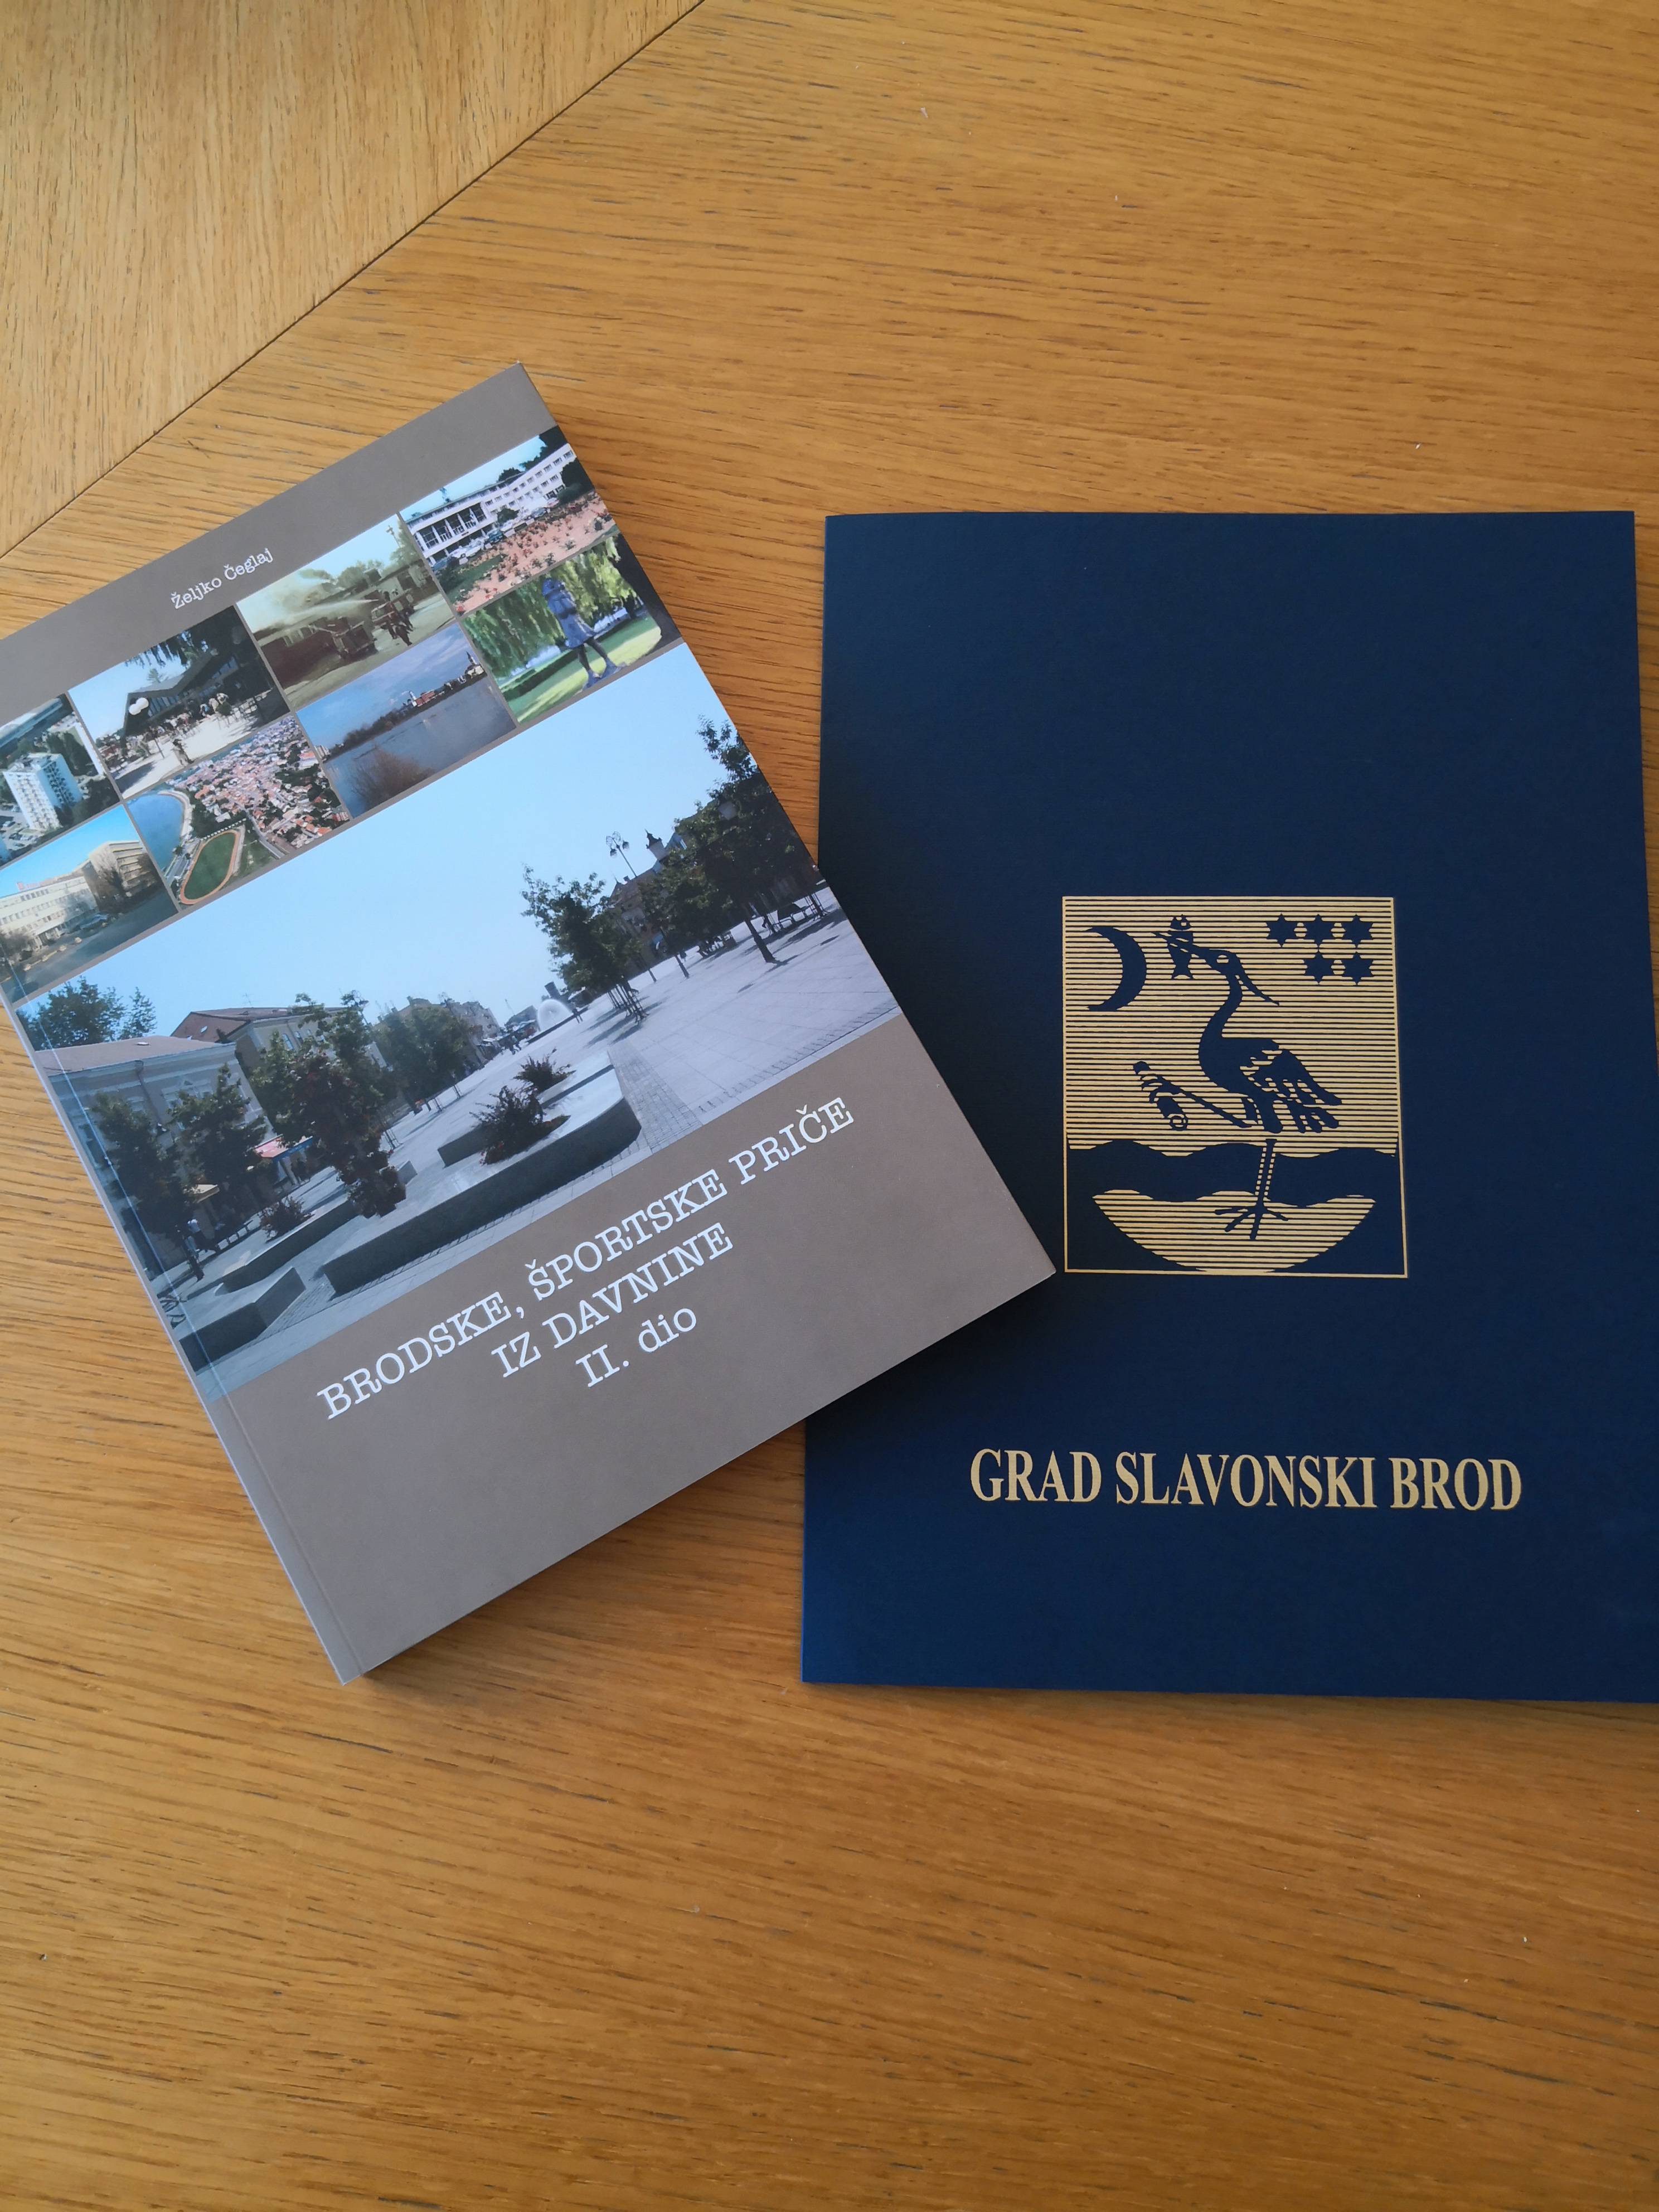 Željko Čeglaj
BRODSKE, ŠPORTSKE PRIČE
IZ DAVNINE
II. dio
GRAD SLAVONSKI BROD